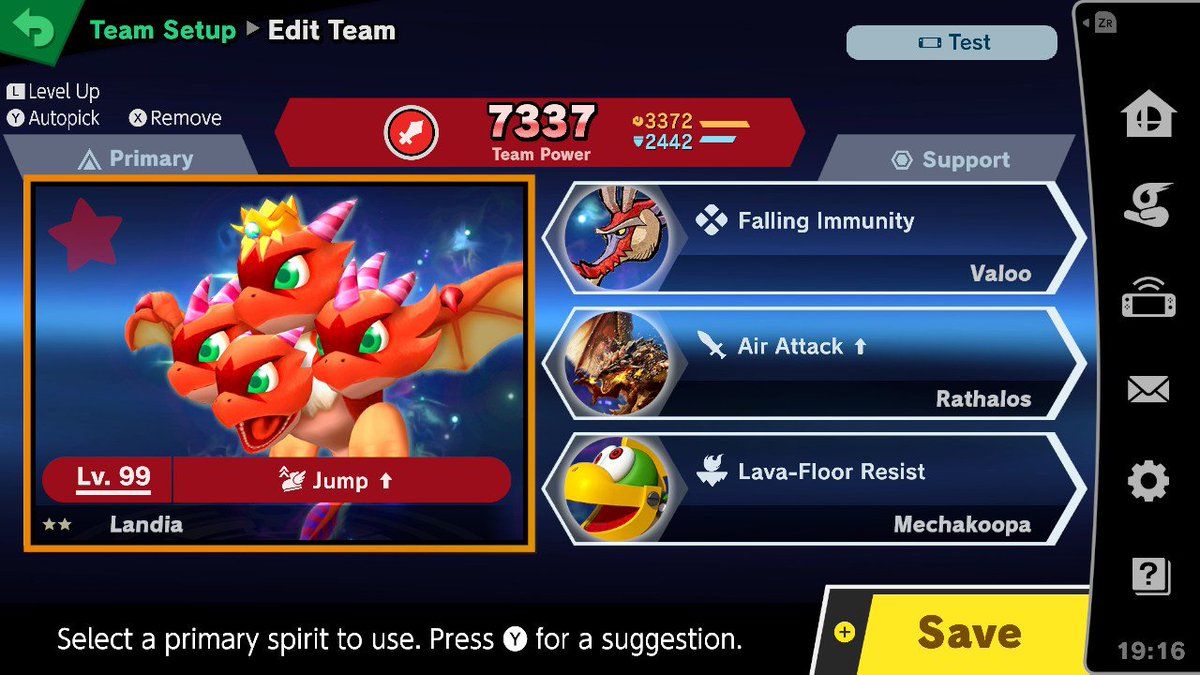 Team Setup ▶ Edit Team
Test
ZR
L Level Up
Y Autopick X Remove
7337
Team Power
3372
2442
Primary
Support
Falling Immunity
Valoo
Air Attack ↑
Rathalos
Lava-Floor Resist
Mechakoopa
Lv. 99 Jump ↑
★★ Landia
Select a primary spirit to use. Press Y for a suggestion.
+ Save
?
19:16